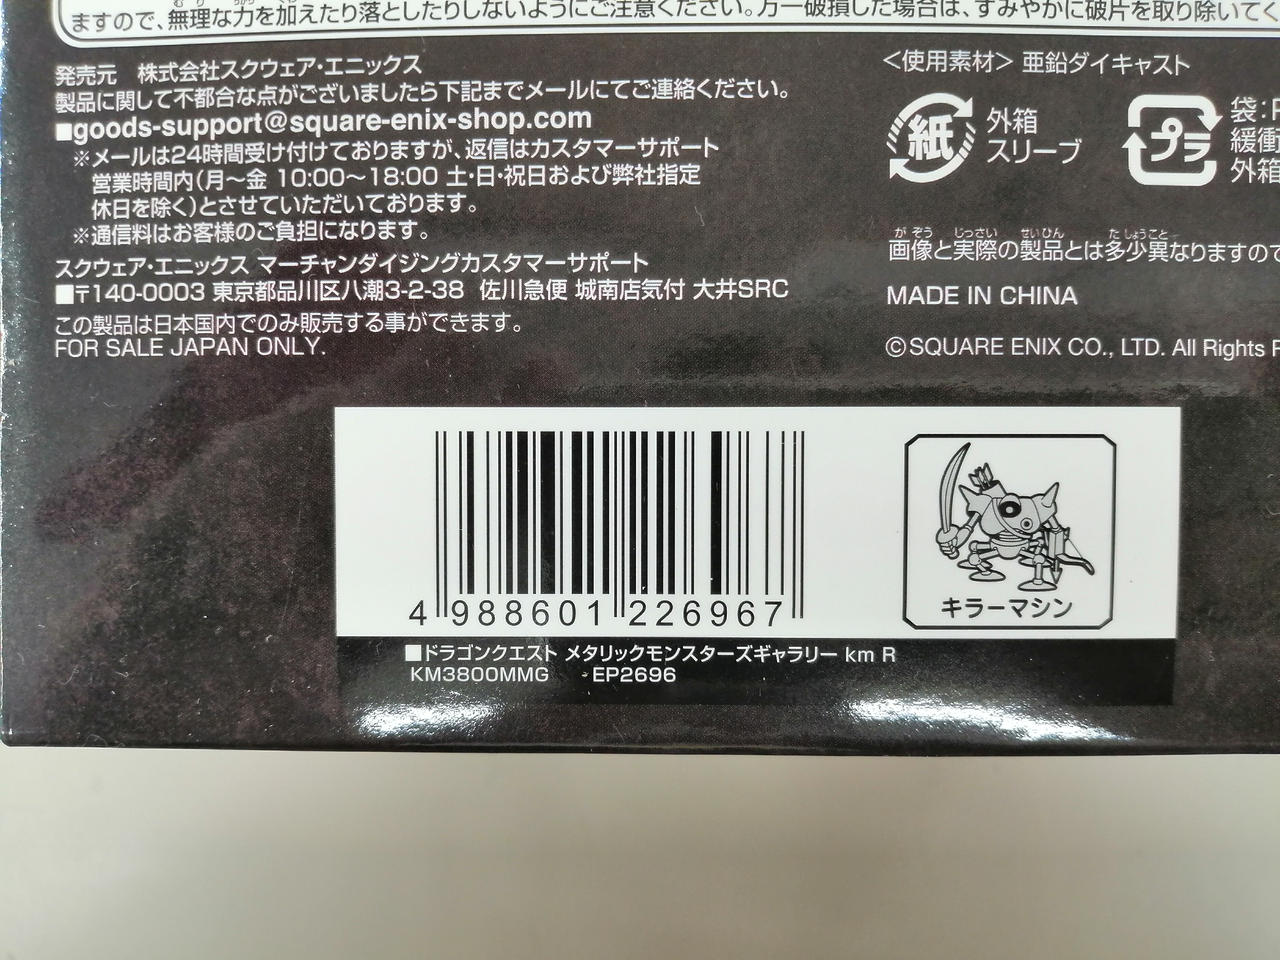 ますので、無理な力を加えたり落としたりしないようにご注意ください。万一破損した場合は、すみやかに破片を取り除いてく
発売元　株式会社スクウェア・エニックス
製品に関して不都合な点がございましたら下記までメールにてご連絡ください。
■goods-support@square-enix-shop.com
※メールは24時間受け付けておりますが、返信はカスタマーサポート
営業時間内(月〜金 10:00〜18:00 土・日・祝日および弊社指定
休日を除く)とさせていただいております。
※通信料はお客様のご負担になります。
スクウェア・エニックス マーチャンダイジングカスタマーサポート
■〒140-0003 東京都品川区八潮3-2-38 佐川急便 城南店気付 大井SRC
この製品は日本国内でのみ販売する事ができます。
FOR SALE JAPAN ONLY.
＜使用素材＞ 亜鉛ダイキャスト
紙
外箱
スリーブ
プラ
袋：P
緩衝
外箱
がぞう じっさい せいひん たしょうこと
画像と実際の製品とは多少異なりますので
MADE IN CHINA
©SQUARE ENIX CO., LTD. All Rights R
4 988601 226967
キラーマシン
■ドラゴンクエスト メタリックモンスターズギャラリー km R
KM3800MMG EP2696